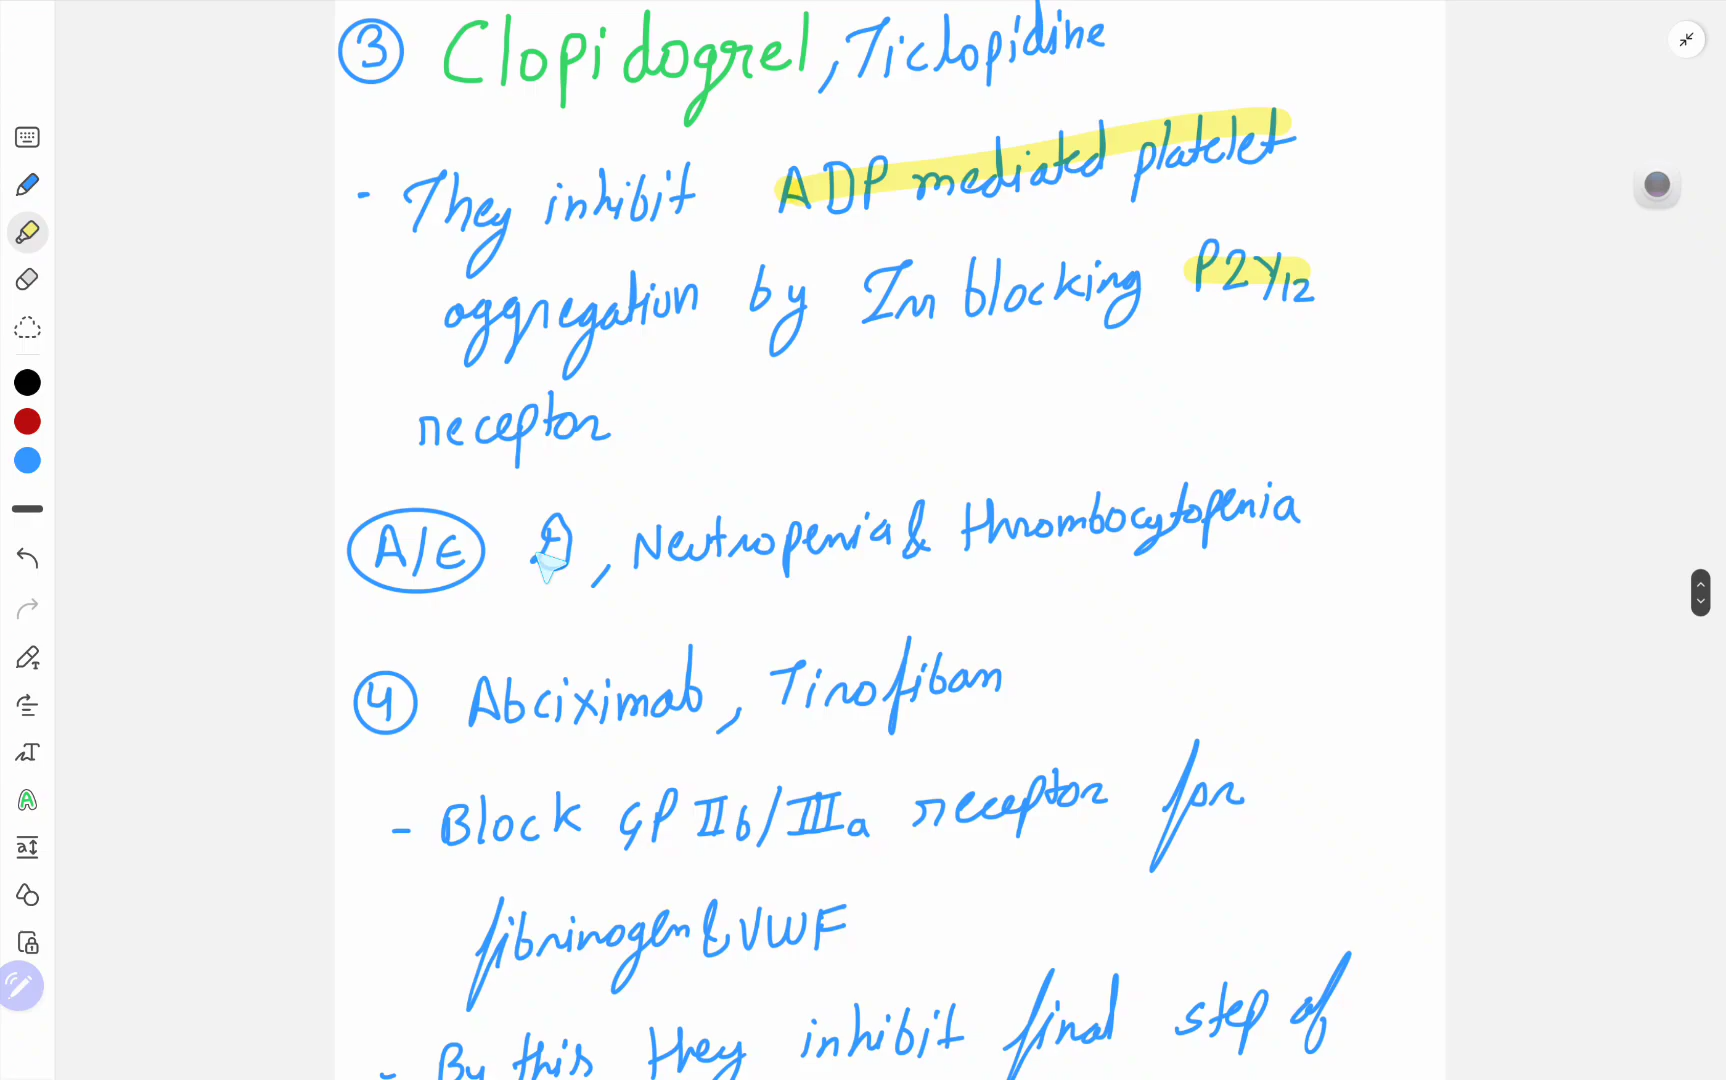 ③ Clopidogrel, Ticlopidine
- They inhibit ADP mediated platelet
aggregation by Irr blocking P2Y12
receptor
A/E , Neutropenia & thrombocytopenia
④ Abciximab, Tirofiban
- Block GP IIb/IIIa receptor for
fibrinogen & VWF
- By this they inhibit final step of